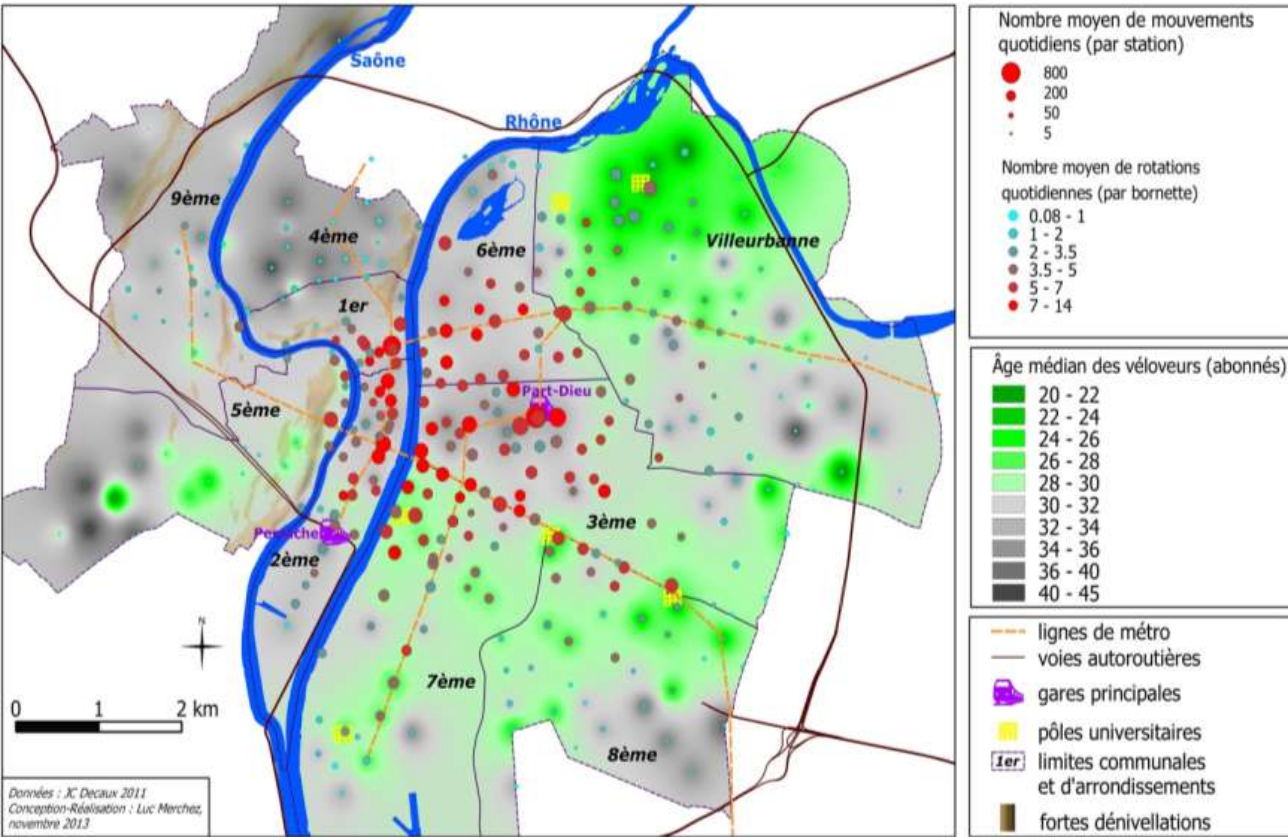 Saône
Rhône
9ème
4ème
6ème
Villeurbanne
1er
Part-Dieu
5ème
3ème
Perrache
2ème
7ème
8ème
N
0 1 2 km
Données : JC Decaux 2011
Conception-Réalisation : Luc Merchez,
novembre 2013
Nombre moyen de mouvements
quotidiens (par station)
800
200
50
5
Nombre moyen de rotations
quotidiennes (par bornette)
0.08 - 1
1 - 2
2 - 3.5
3.5 - 5
5 - 7
7 - 14
Âge médian des véloveurs (abonnés)
20 - 22
22 - 24
24 - 26
26 - 28
28 - 30
30 - 32
32 - 34
34 - 36
36 - 40
40 - 45
lignes de métro
voies autoroutières
gares principales
pôles universitaires
1er limites communales
et d'arrondissements
fortes dénivellations